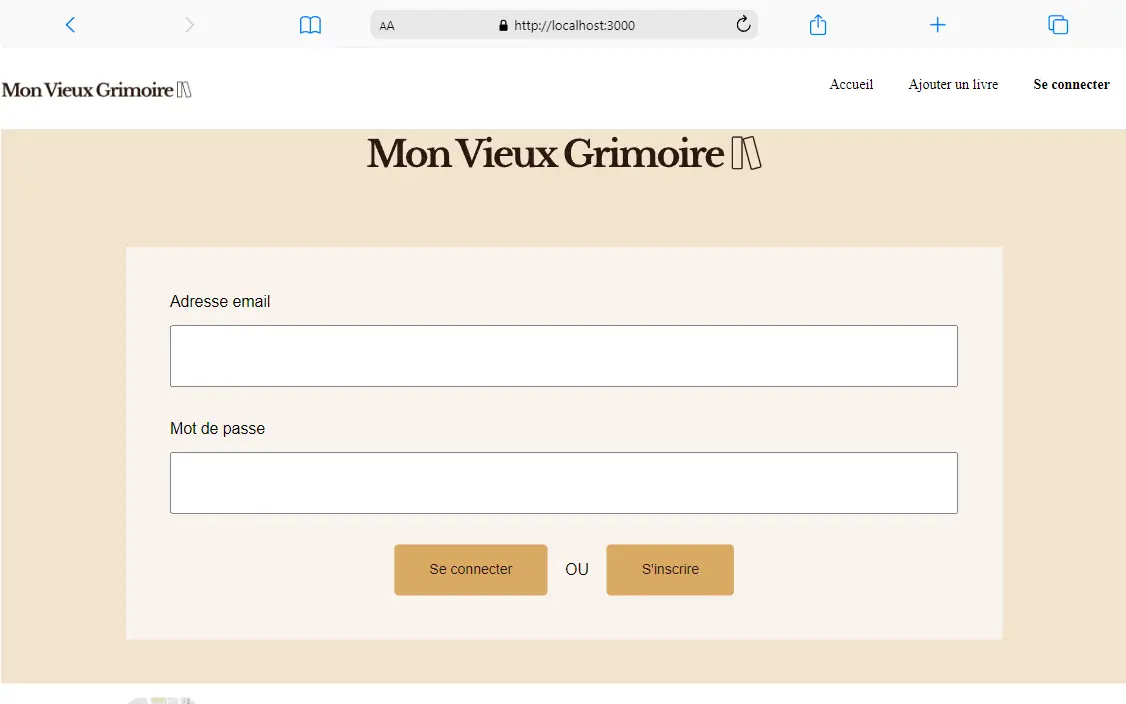 AA http://localhost:3000
Mon Vieux Grimoire Accueil Ajouter un livre Se connecter
Mon Vieux Grimoire
Adresse email
Mot de passe
Se connecter OU S'inscrire